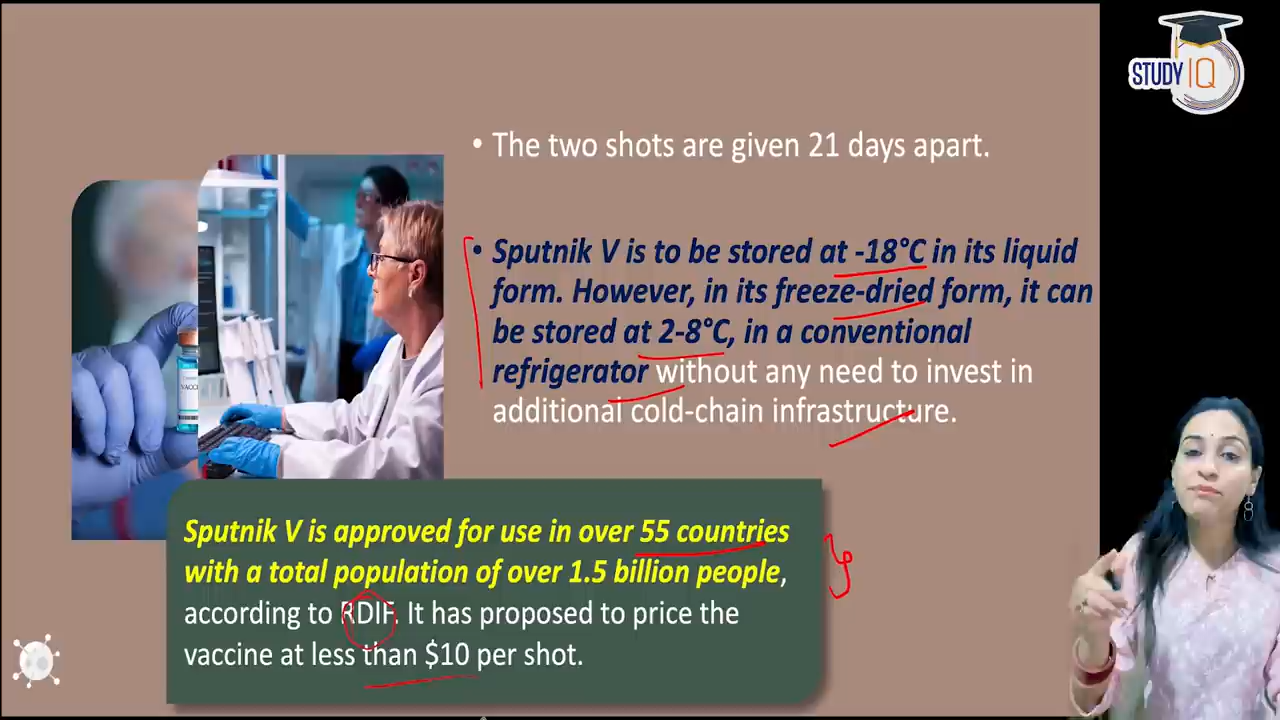 STUDY IQ
• The two shots are given 21 days apart.
• Sputnik V is to be stored at -18°C in its liquid
form. However, in its freeze-dried form, it can
be stored at 2-8°C, in a conventional
refrigerator without any need to invest in
additional cold-chain infrastructure.
VACC
Sputnik V is approved for use in over 55 countries
with a total population of over 1.5 billion people,
according to RDIF. It has proposed to price the
vaccine at less than $10 per shot.